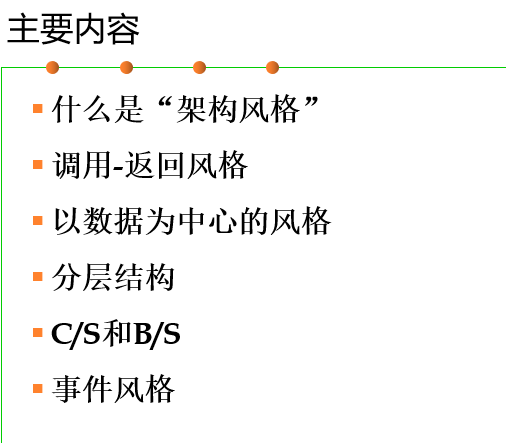 主要内容
什么是“架构风格”
调用-返回风格
以数据为中心的风格
分层结构
C/S和B/S
事件风格